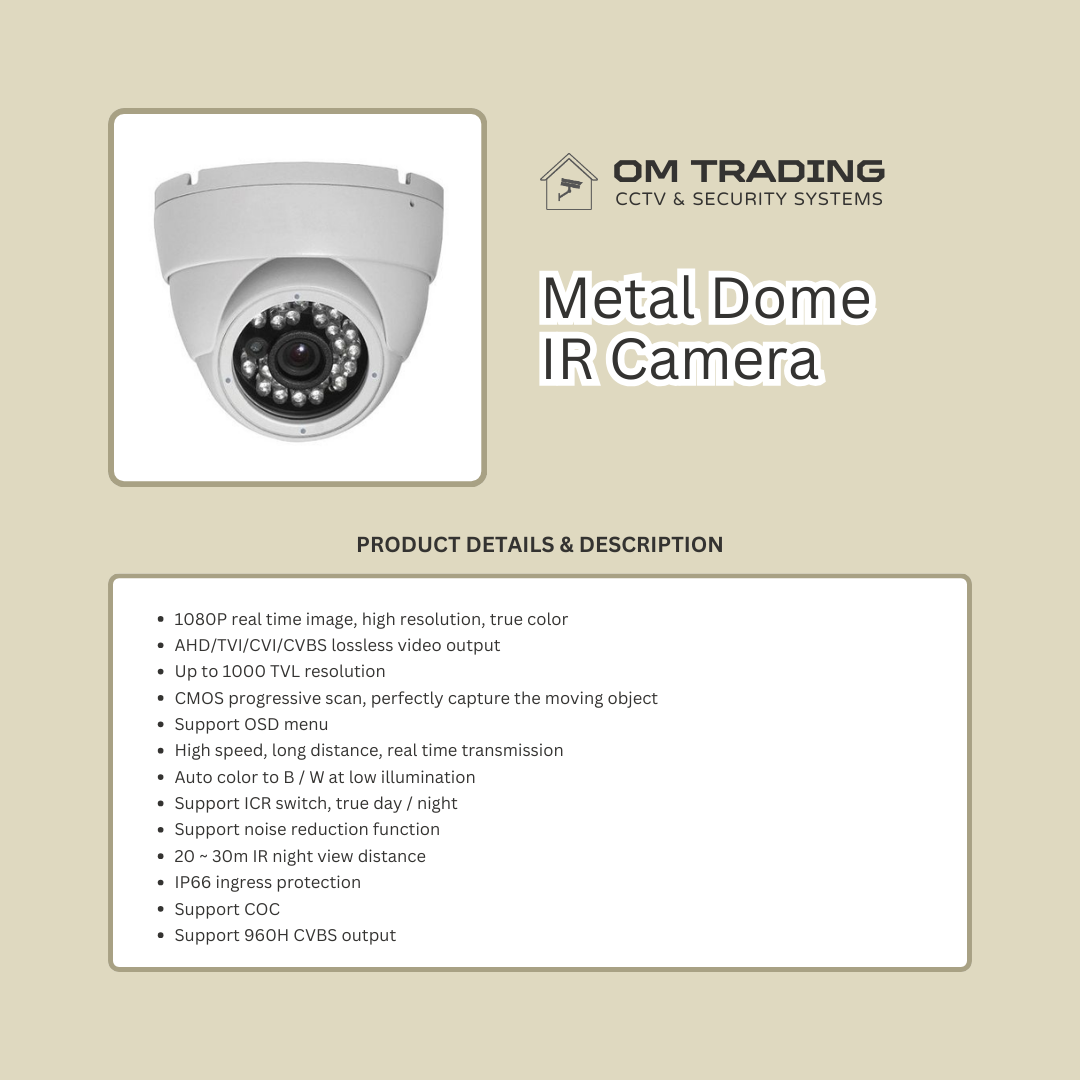 OM TRADING
CCTV & SECURITY SYSTEMS
Metal Dome
IR Camera
PRODUCT DETAILS & DESCRIPTION
• 1080P real time image, high resolution, true color
• AHD/TVI/CVI/CVBS lossless video output
• Up to 1000 TVL resolution
• CMOS progressive scan, perfectly capture the moving object
• Support OSD menu
• High speed, long distance, real time transmission
• Auto color to B / W at low illumination
• Support ICR switch, true day / night
• Support noise reduction function
• 20 ~ 30m IR night view distance
• IP66 ingress protection
• Support COC
• Support 960H CVBS output